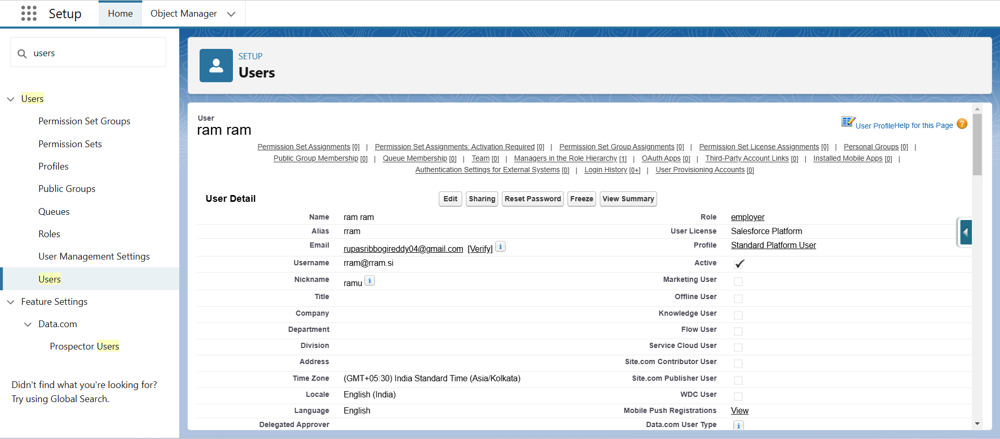 Setup
Home
Object Manager
users
Users
Permission Set Groups
Permission Sets
Profiles
Public Groups
Queues
Roles
User Management Settings
Users
Feature Settings
Data.com
Prospector Users
Didn't find what you're looking for?
Try using Global Search.
SETUP
Users
User
ram ram
User Profile Help for this Page ?
Permission Set Assignments [0] | Permission Set Assignments: Activation Required [0] | Permission Set Group Assignments [0] | Permission Set License Assignments [0] | Personal Groups [0] |
Public Group Membership [0] | Queue Membership [0] | Team [0] | Managers in the Role Hierarchy [1] | OAuth Apps [0] | Third-Party Account Links [0] | Installed Mobile Apps [0] |
Authentication Settings for External Systems [0] | Login History [0+] | User Provisioning Accounts [0]
User Detail
Edit Sharing Reset Password Freeze View Summary
Name ram ram Role employer
Alias rram User License Salesforce Platform
Email rupasribbogireddy04@gmail.com [Verify] i Profile Standard Platform User
Username rram@rram.si Active
Nickname ramu i Marketing User
Title Offline User
Company Knowledge User
Department Flow User
Division Service Cloud User
Address Site.com Contributor User
Time Zone (GMT+05:30) India Standard Time (Asia/Kolkata) Site.com Publisher User
Locale English (India) WDC User
Language English Mobile Push Registrations View
Delegated Approver Data.com User Type i